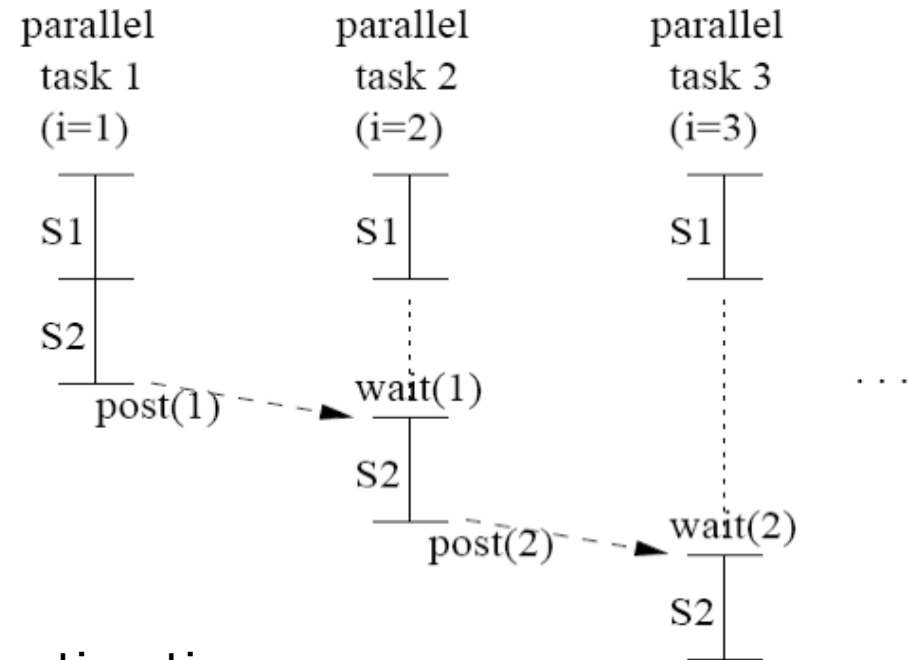 parallel parallel parallel
task 1 task 2 task 3
(i=1) (i=2) (i=3)
S1 S1 S1
S2
wait(1)
post(1)
. . .
S2
wait(2)
post(2)
S2